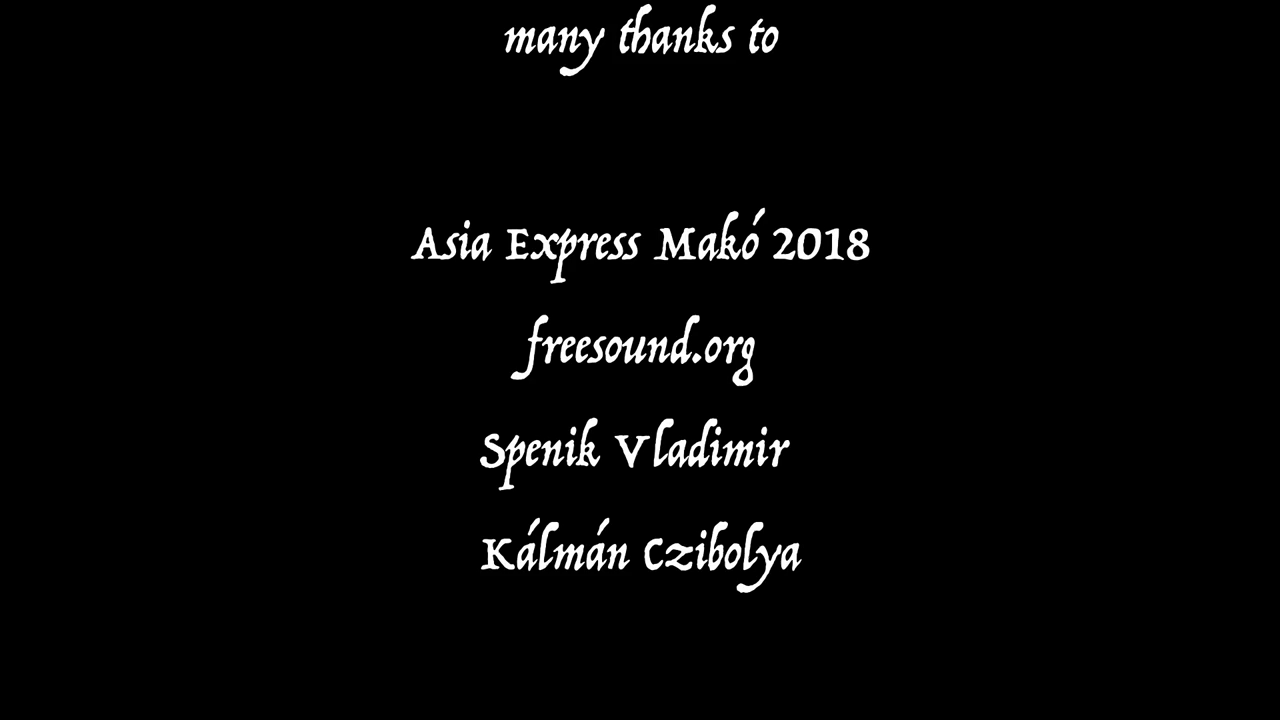 many thanks to
Asia Express Makó 2018
freesound.org
Spenik Vladimir
Kálmán Czibolya